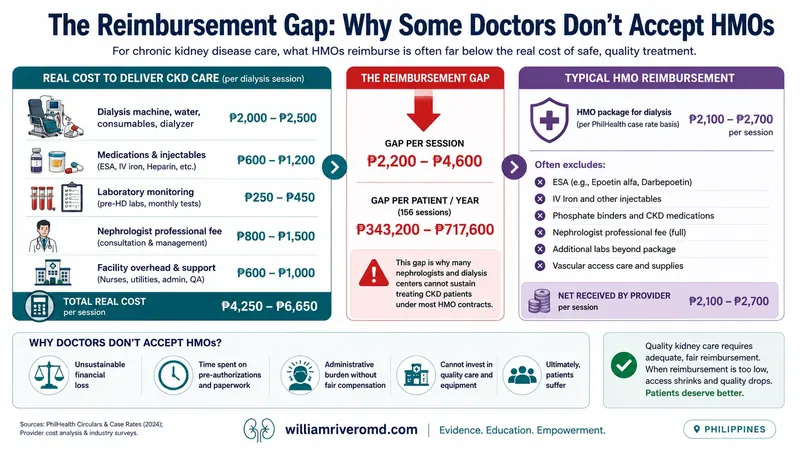 The Reimbursement Gap: Why Some Doctors Don't Accept HMOs
For chronic kidney disease care, what HMOs reimburse is often far below the real cost of safe, quality treatment.
REAL COST TO DELIVER CKD CARE (per dialysis session)
Dialysis machine, water,
consumables, dialyzer
₱2,000 – ₱2,500
Medications & injectables
(ESA, IV iron, Heparin, etc.)
₱600 – ₱1,200
Laboratory monitoring
(pre-HD labs, monthly tests)
₱250 – ₱450
Nephrologist professional fee
(consultation & management)
₱800 – ₱1,500
Facility overhead & support
(Nurses, utilities, admin, QA)
₱600 – ₱1,000
TOTAL REAL COST
per session
₱4,250 – ₱6,650
THE REIMBURSEMENT GAP
GAP PER SESSION
₱2,200 – ₱4,600
GAP PER PATIENT / YEAR
(156 sessions)
₱343,200 – ₱717,600
This gap is why many
nephrologists and dialysis
centers cannot sustain
treating CKD patients
under most HMO contracts.
TYPICAL HMO REIMBURSEMENT
HMO package for dialysis
(per PhilHealth case rate basis)
₱2,100 – ₱2,700
per session
Often excludes:
ESA (e.g., Epoetin alfa, Darbepoetin)
IV Iron and other injectables
Phosphate binders and CKD medications
Nephrologist professional fee (full)
Additional labs beyond package
Vascular access care and supplies
NET RECEIVED BY PROVIDER
per session
₱2,100 – ₱2,700
WHY DOCTORS DON'T ACCEPT HMOs?
Unsustainable
financial
loss
Time spent on
pre-authorizations
and paperwork
Administrative
burden without
fair compensation
Cannot invest in
quality care and
equipment
Ultimately,
patients
suffer
Quality kidney care requires
adequate, fair reimbursement.
When reimbursement is too low,
access shrinks and quality drops.
Patients deserve better.
Sources: PhilHealth Circulars & Case Rates (2024);
Provider cost analysis & industry surveys.
williamriveromd.com | Evidence. Education. Empowerment.
PHILIPPINES